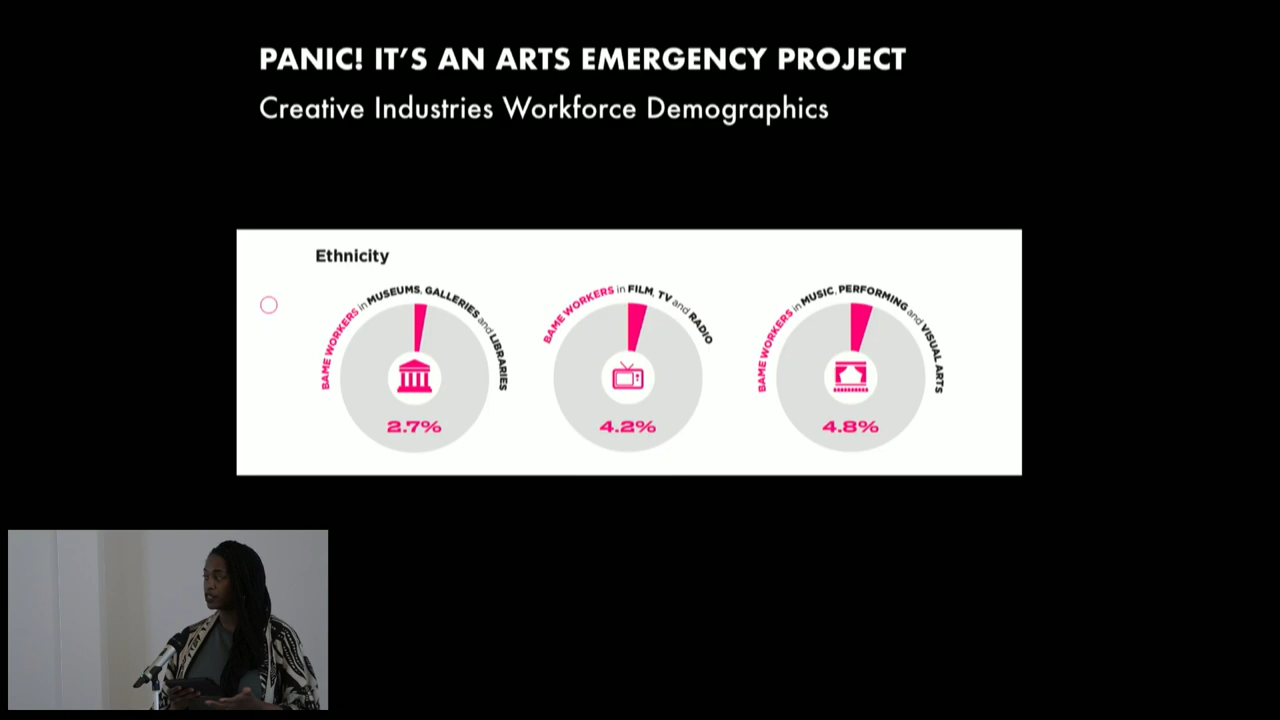 PANIC! IT'S AN ARTS EMERGENCY PROJECT
Creative Industries Workforce Demographics
Ethnicity
BAME WORKERS in MUSEUMS, GALLERIES and LIBRARIES
2.7%
BAME WORKERS in FILM, TV and RADIO
4.2%
BAME WORKERS in MUSIC, PERFORMING and VISUAL ARTS
4.8%